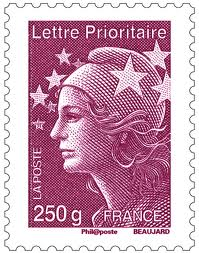 Lettre Prioritaire
LA POSTE
250 g FRANCE
Phil@poste BEAUJARD